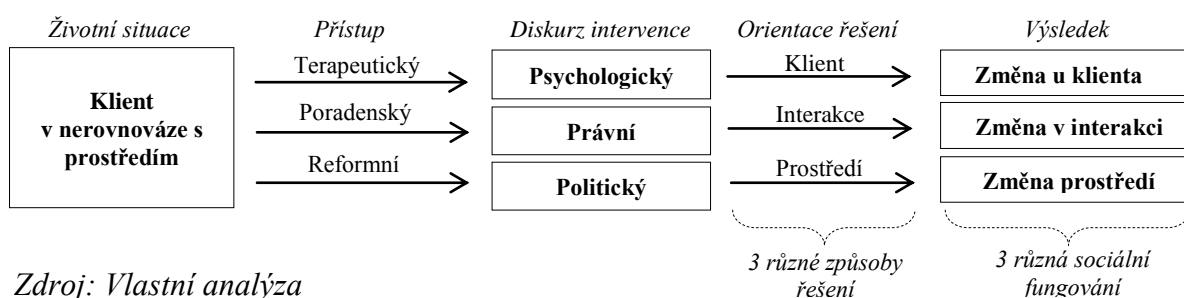 Životní situace
Přístup
Diskurz intervence
Orientace řešení
Výsledek
Klient
v nerovnováze s
prostředím
Terapeutický
Psychologický
Klient
Změna u klienta
Poradenský
Právní
Interakce
Změna v interakci
Reformní
Politický
Prostředí
Změna prostředí
3 různé způsoby
řešení
3 různá sociální
fungování
Zdroj: Vlastní analýza